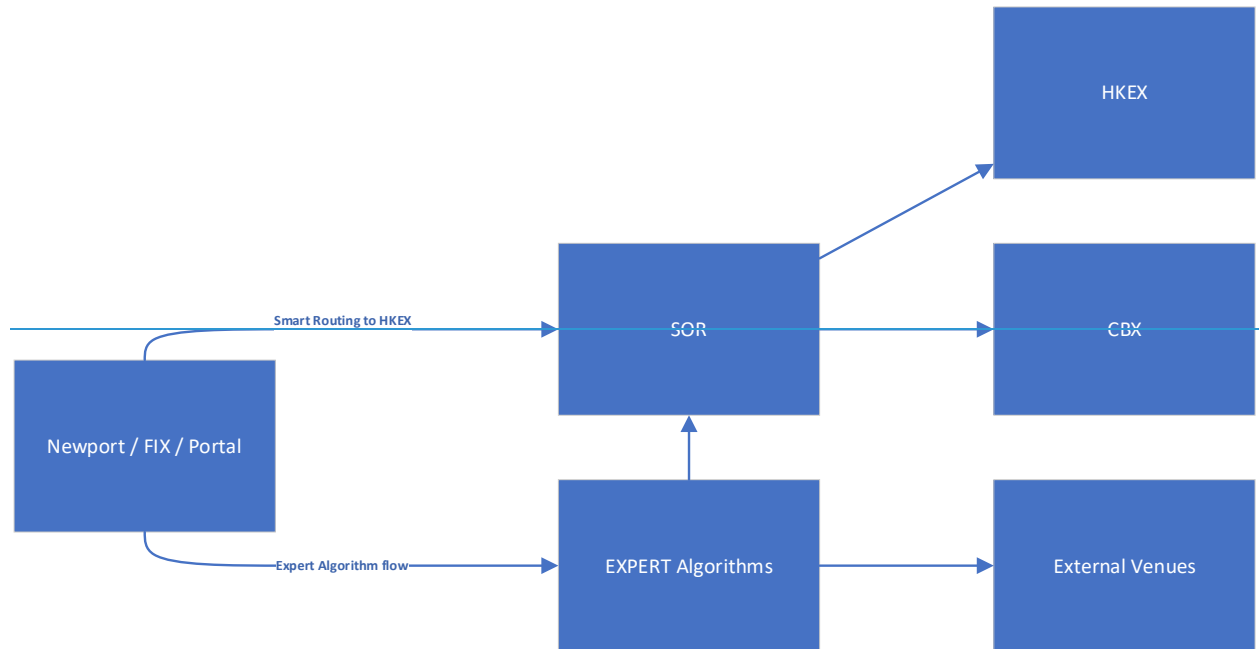 HKEX
Smart Routing to HKEX
SOR
CBX
Newport / FIX / Portal
Expert Algorithm flow
EXPERT Algorithms
External Venues